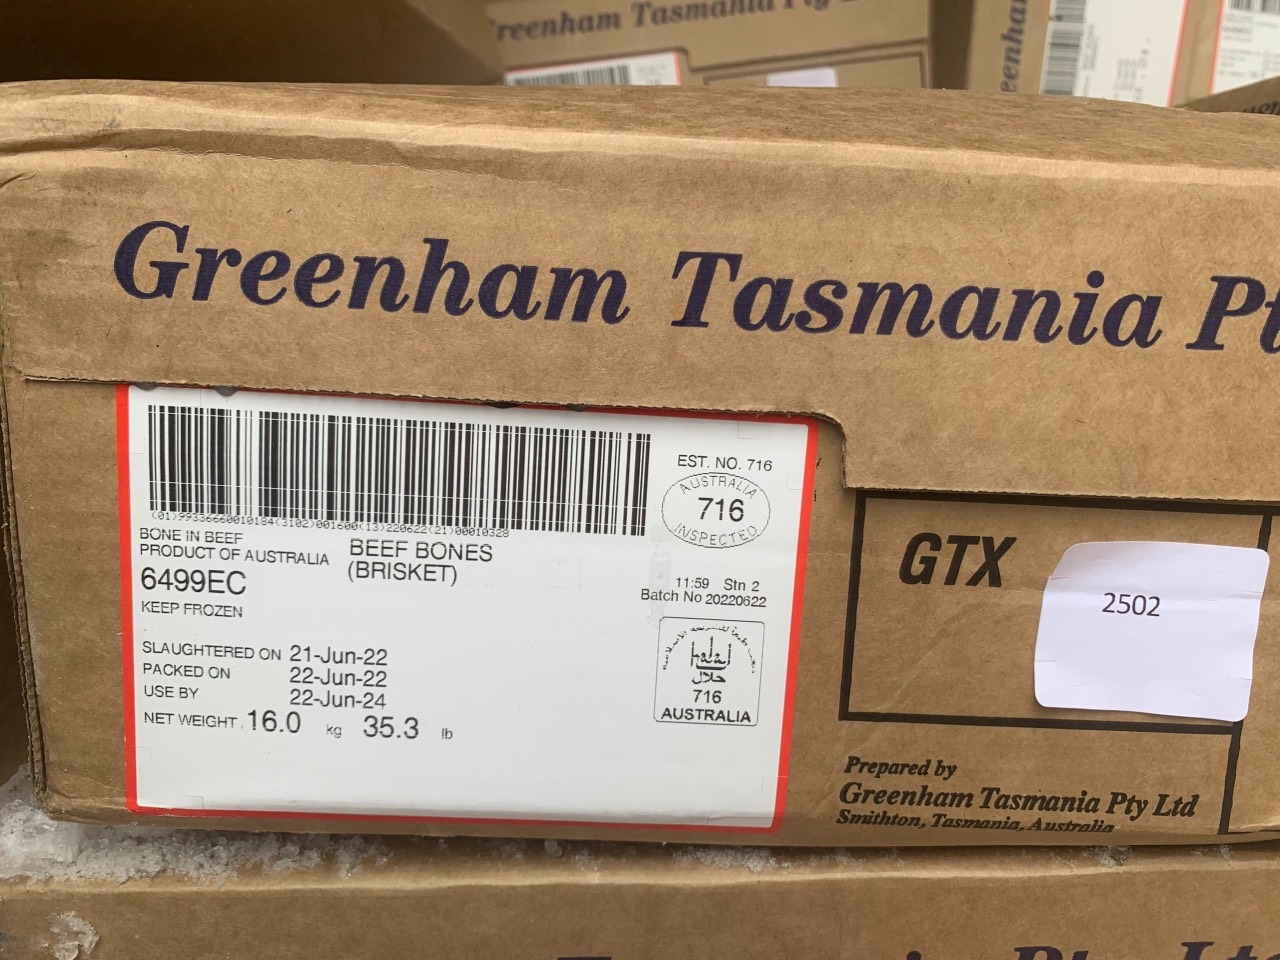 Greenham Tasmania Pty
Greenham Tasmania Pt
(01)99336660010184(3102)001600(13)220622(21)00010328
EST. NO. 716
AUSTRALIA
716
INSPECTED
BONE IN BEEF
PRODUCT OF AUSTRALIA
BEEF BONES
(BRISKET)
6499EC
KEEP FROZEN
11:59 Stn 2
Batch No 20220622
SLAUGHTERED ON 21-Jun-22
PACKED ON 22-Jun-22
USE BY 22-Jun-24
NET WEIGHT 16.0 kg 35.3 lb
halal
حلال
716
AUSTRALIA
GTX
2502
Prepared by
Greenham Tasmania Pty Ltd
Smithton, Tasmania, Australia